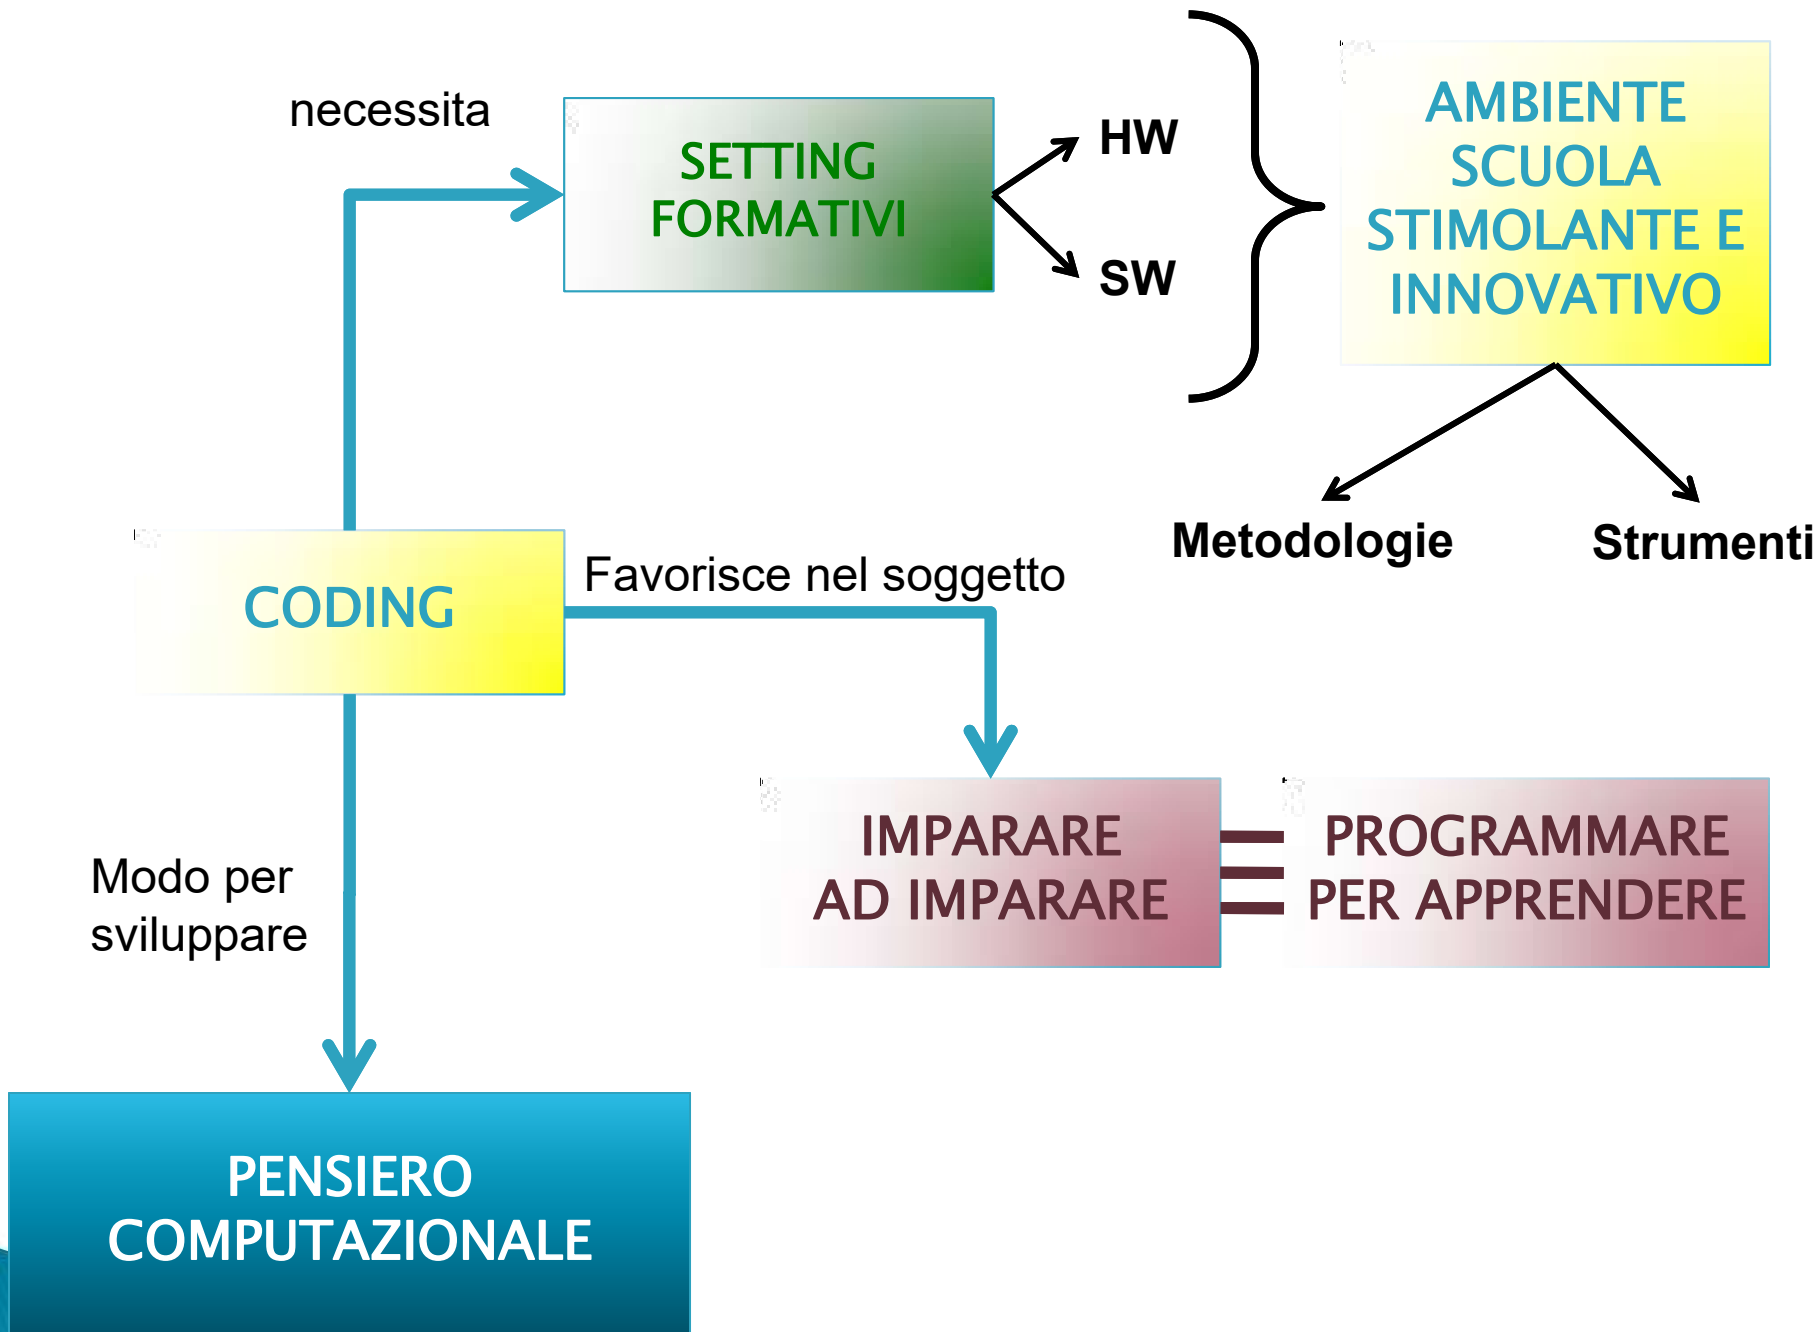 necessita
SETTING
FORMATIVI
HW
SW
AMBIENTE
SCUOLA
STIMOLANTE E
INNOVATIVO
Metodologie
Strumenti
CODING
Favorisce nel soggetto
IMPARARE
AD IMPARARE
PROGRAMMARE
PER APPRENDERE
Modo per
sviluppare
PENSIERO
COMPUTAZIONALE